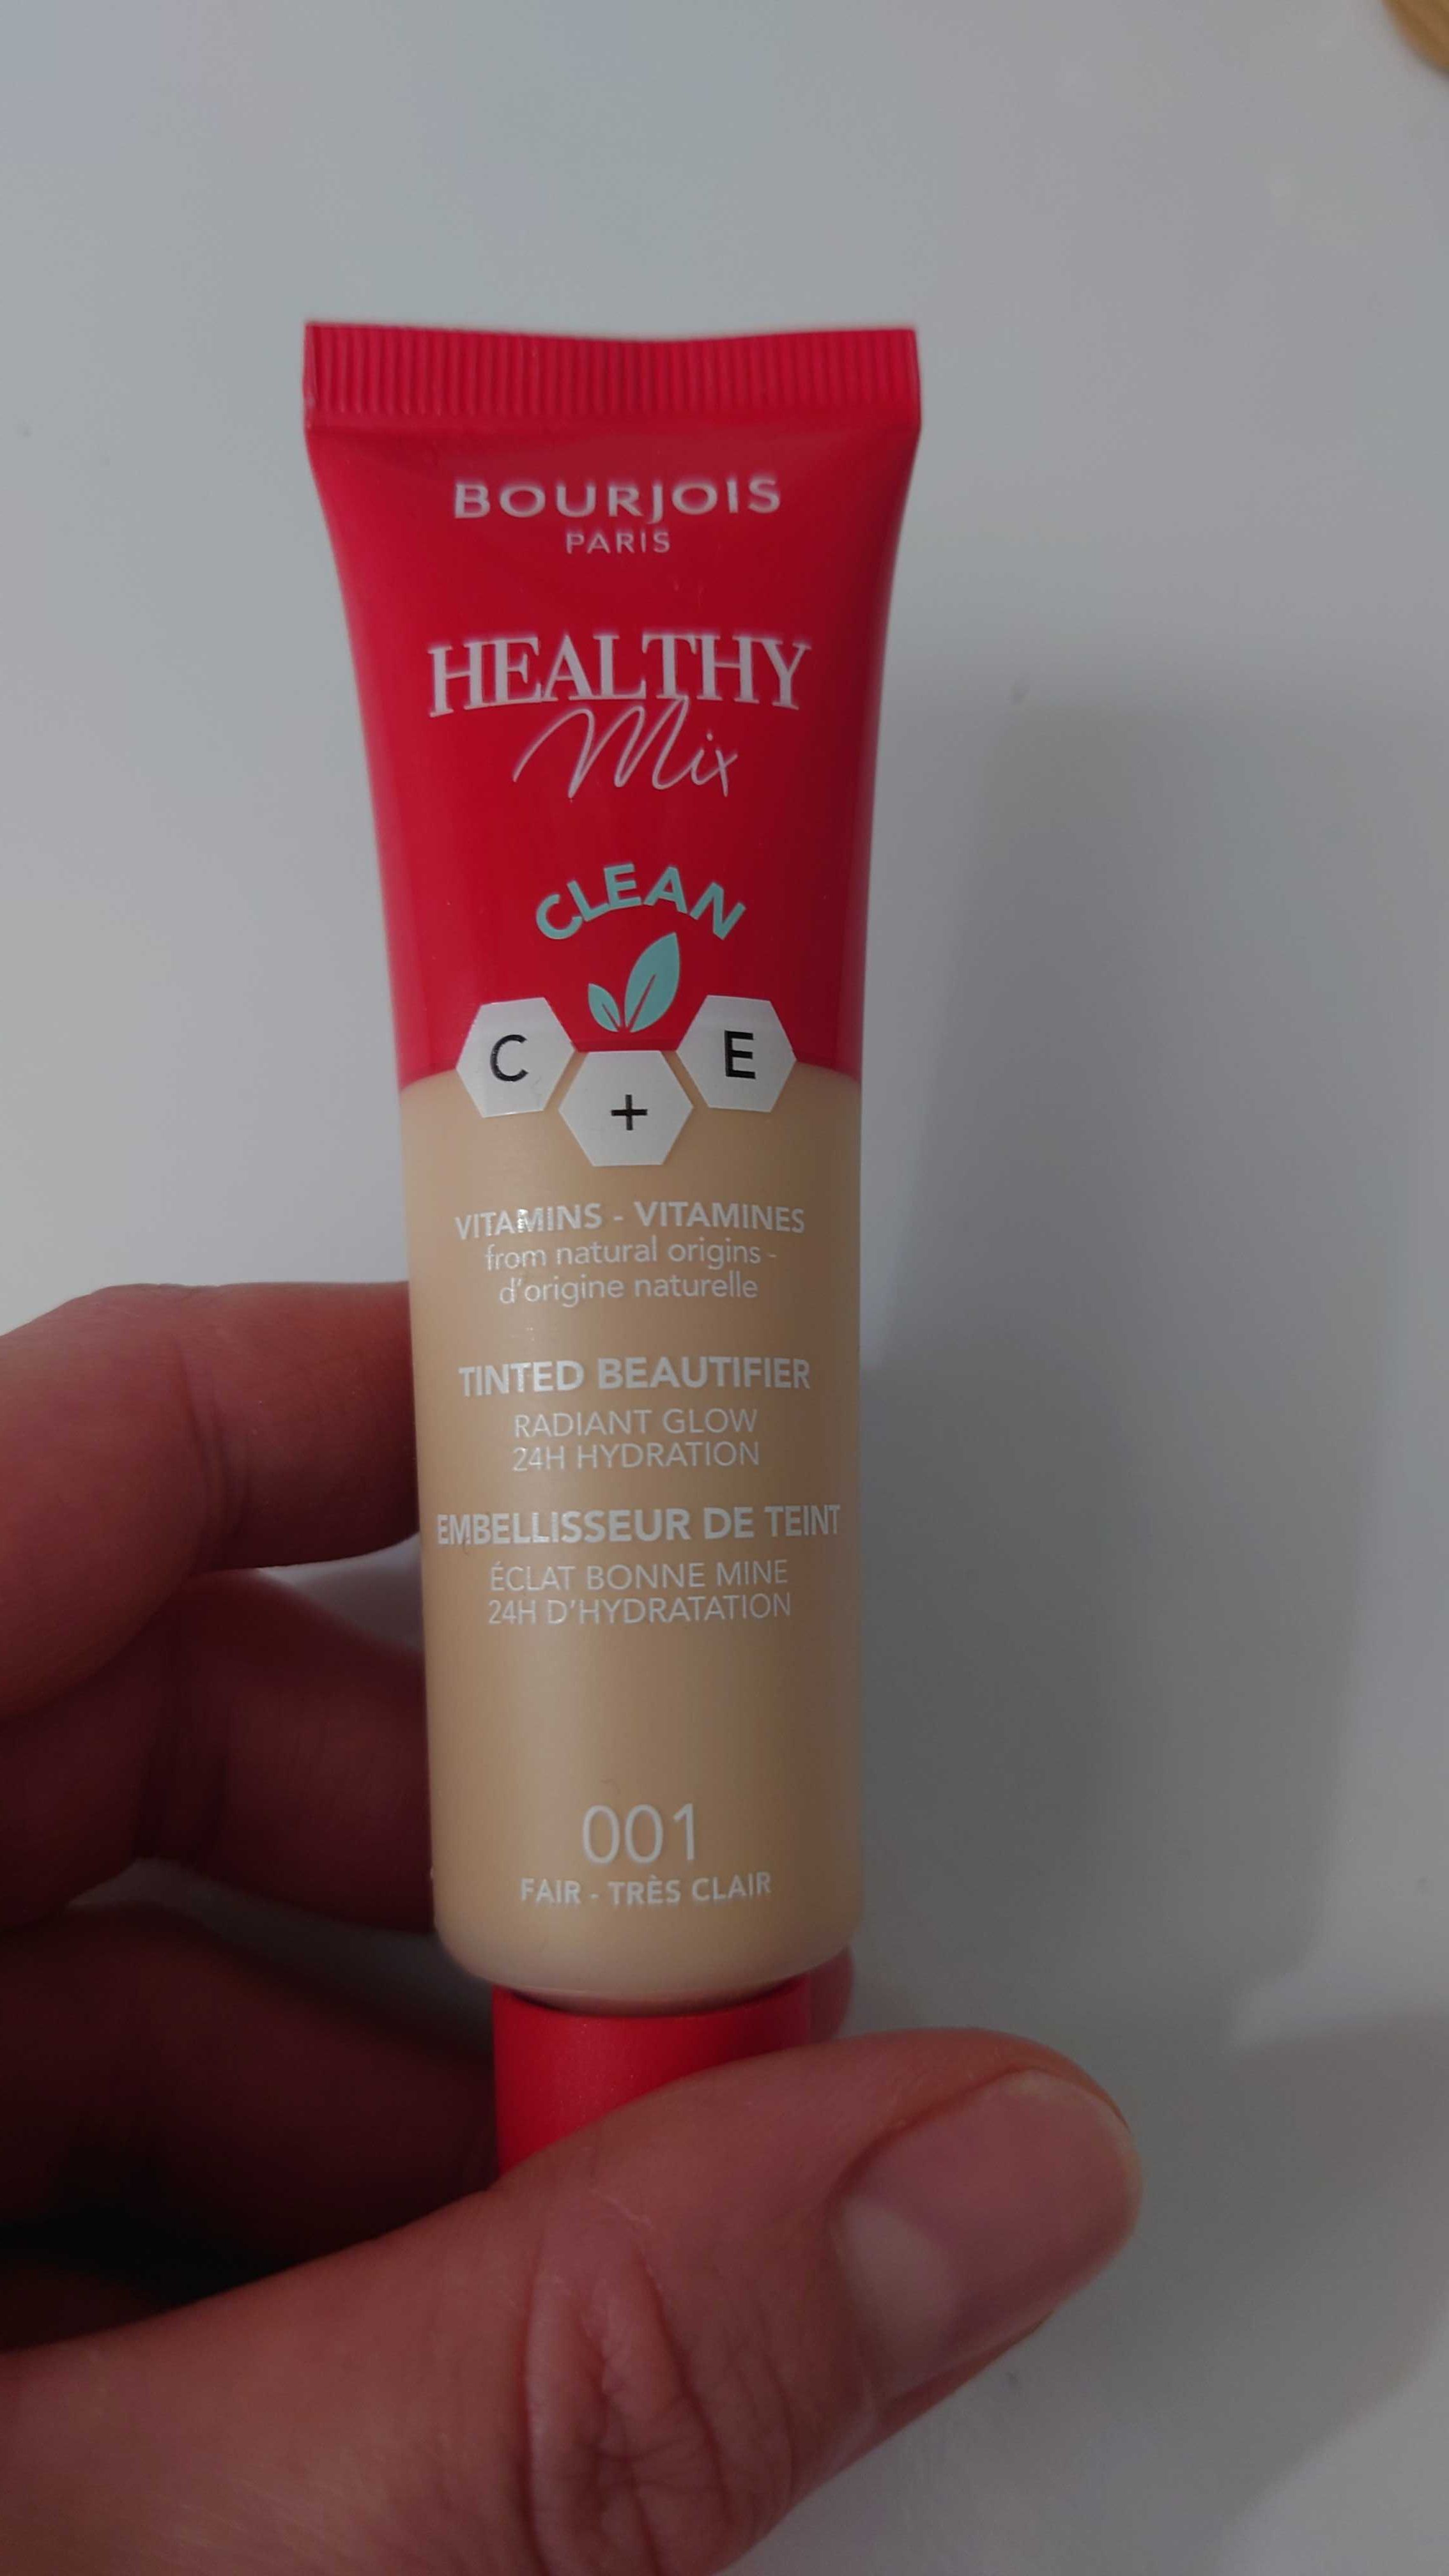 BOURJOIS
PARIS
HEALTHY
Mix
CLEAN
C + E
VITAMINS - VITAMINES
from natural origins -
d'origine naturelle
TINTED BEAUTIFIER
RADIANT GLOW
24H HYDRATION
EMBELLISSEUR DE TEINT
ÉCLAT BONNE MINE
24H D'HYDRATATION
001
FAIR - TRÈS CLAIR